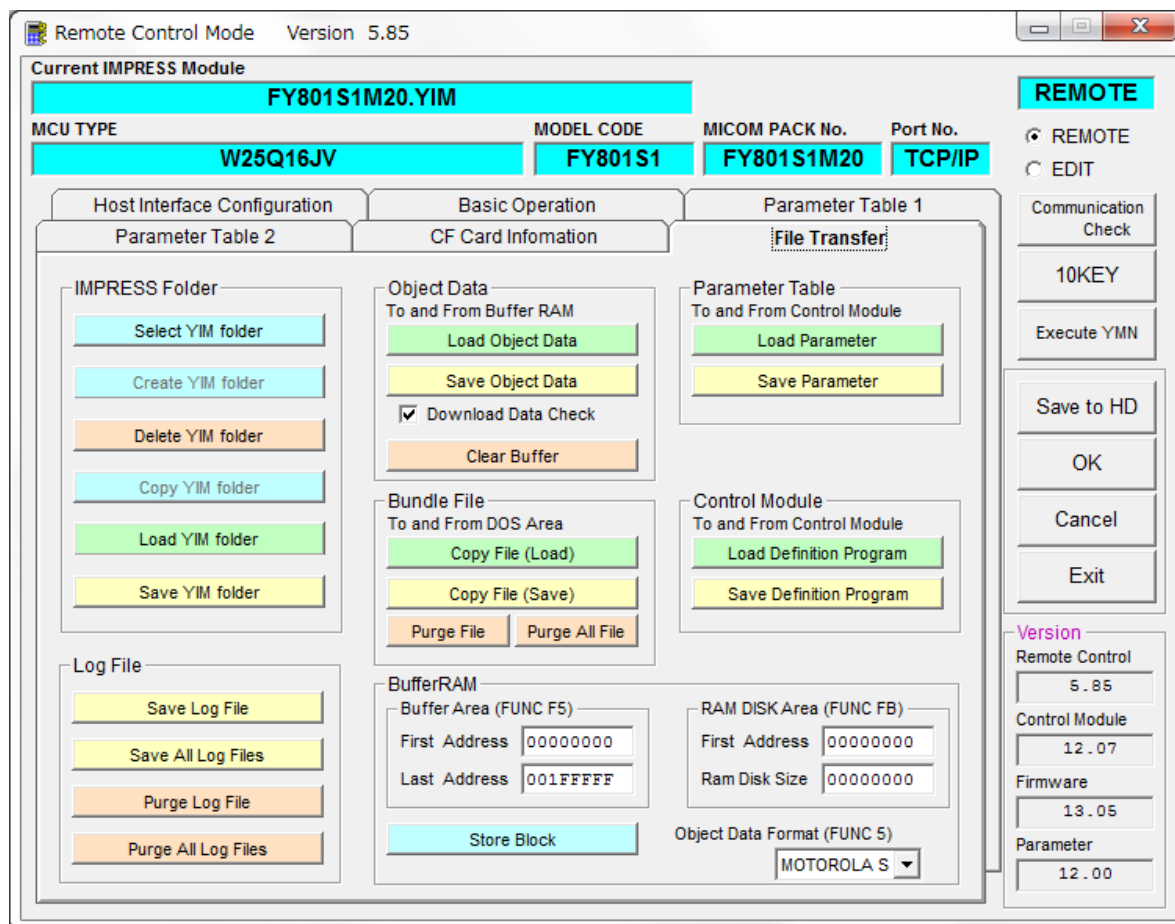 Remote Control Mode Version 5.85
Current IMPRESS Module
FY801S1M20.YIM
MCU TYPE
MODEL CODE
MICOM PACK No.
Port No.
W25Q16JV
FY801S1
FY801S1M20
TCP/IP
REMOTE
REMOTE
EDIT
Communication
Check
10KEY
Execute YMN
Save to HD
OK
Cancel
Exit
Version
Remote Control
5.85
Control Module
12.07
Firmware
13.05
Parameter
12.00
Host Interface Configuration
Basic Operation
Parameter Table 1
Parameter Table 2
CF Card Infomation
File Transfer
IMPRESS Folder
Select YIM folder
Create YIM folder
Delete YIM folder
Copy YIM folder
Load YIM folder
Save YIM folder
Log File
Save Log File
Save All Log Files
Purge Log File
Purge All Log Files
Object Data
To and From Buffer RAM
Load Object Data
Save Object Data
Download Data Check
Clear Buffer
Bundle File
To and From DOS Area
Copy File (Load)
Copy File (Save)
Purge File
Purge All File
Parameter Table
To and From Control Module
Load Parameter
Save Parameter
Control Module
To and From Control Module
Load Definition Program
Save Definition Program
BufferRAM
Buffer Area (FUNC F5)
First Address 00000000
Last Address 001FFFFF
RAM DISK Area (FUNC FB)
First Address 00000000
Ram Disk Size 00000000
Store Block
Object Data Format (FUNC 5)
MOTOROLA S